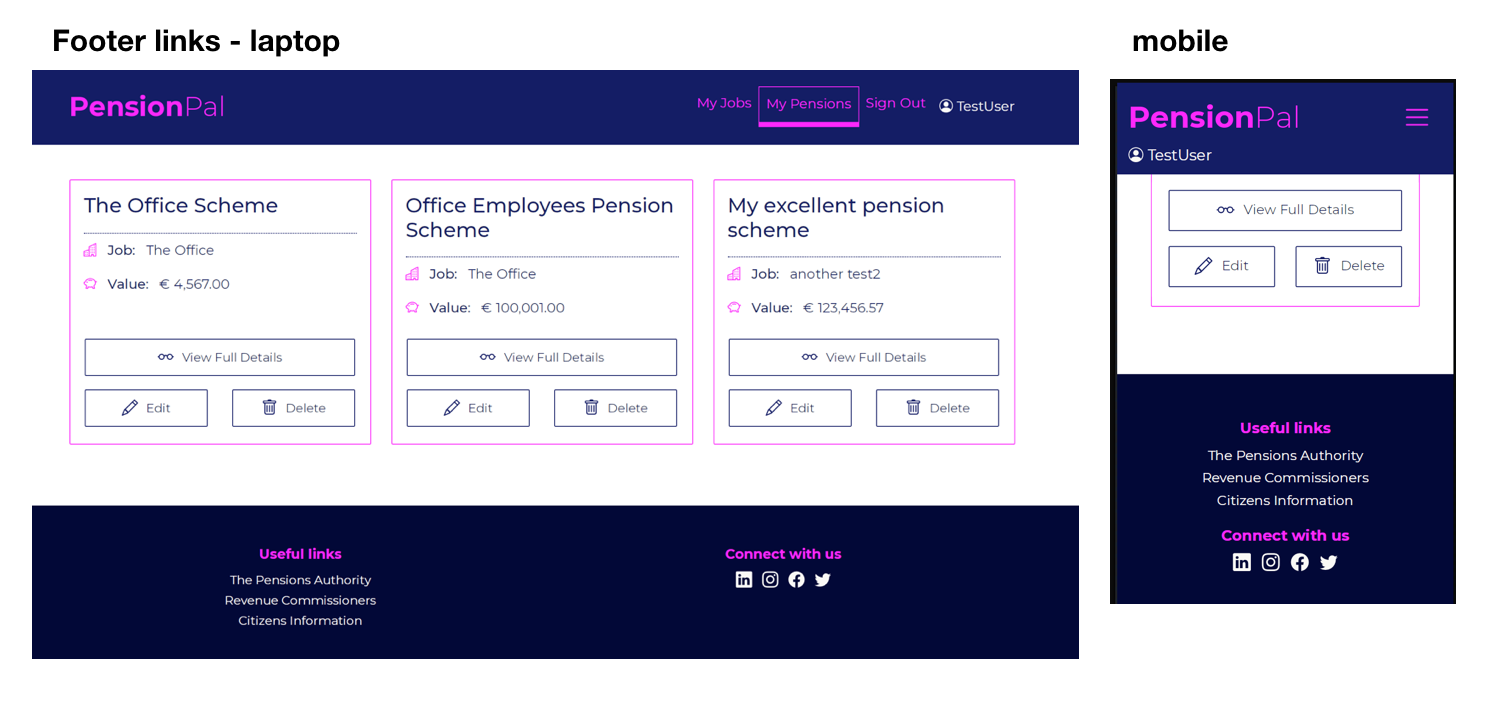 Footer links - laptop
PensionPal
My Jobs My Pensions Sign Out TestUser
The Office Scheme
Job: The Office
Value: € 4,567.00
View Full Details
Edit Delete
Office Employees Pension
Scheme
Job: The Office
Value: € 100,001.00
View Full Details
Edit Delete
My excellent pension
scheme
Job: another test2
Value: € 123,456.57
View Full Details
Edit Delete
Useful links
The Pensions Authority
Revenue Commissioners
Citizens Information
Connect with us
mobile
PensionPal
TestUser
View Full Details
Edit Delete
Useful links
The Pensions Authority
Revenue Commissioners
Citizens Information
Connect with us